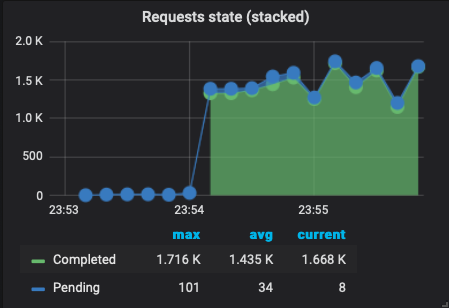 Requests state (stacked)
2.0 K
1.5 K
1.0 K
500
0
23:53 23:54 23:55
max avg current
Completed 1.716 K 1.435 K 1.668 K
Pending 101 34 8